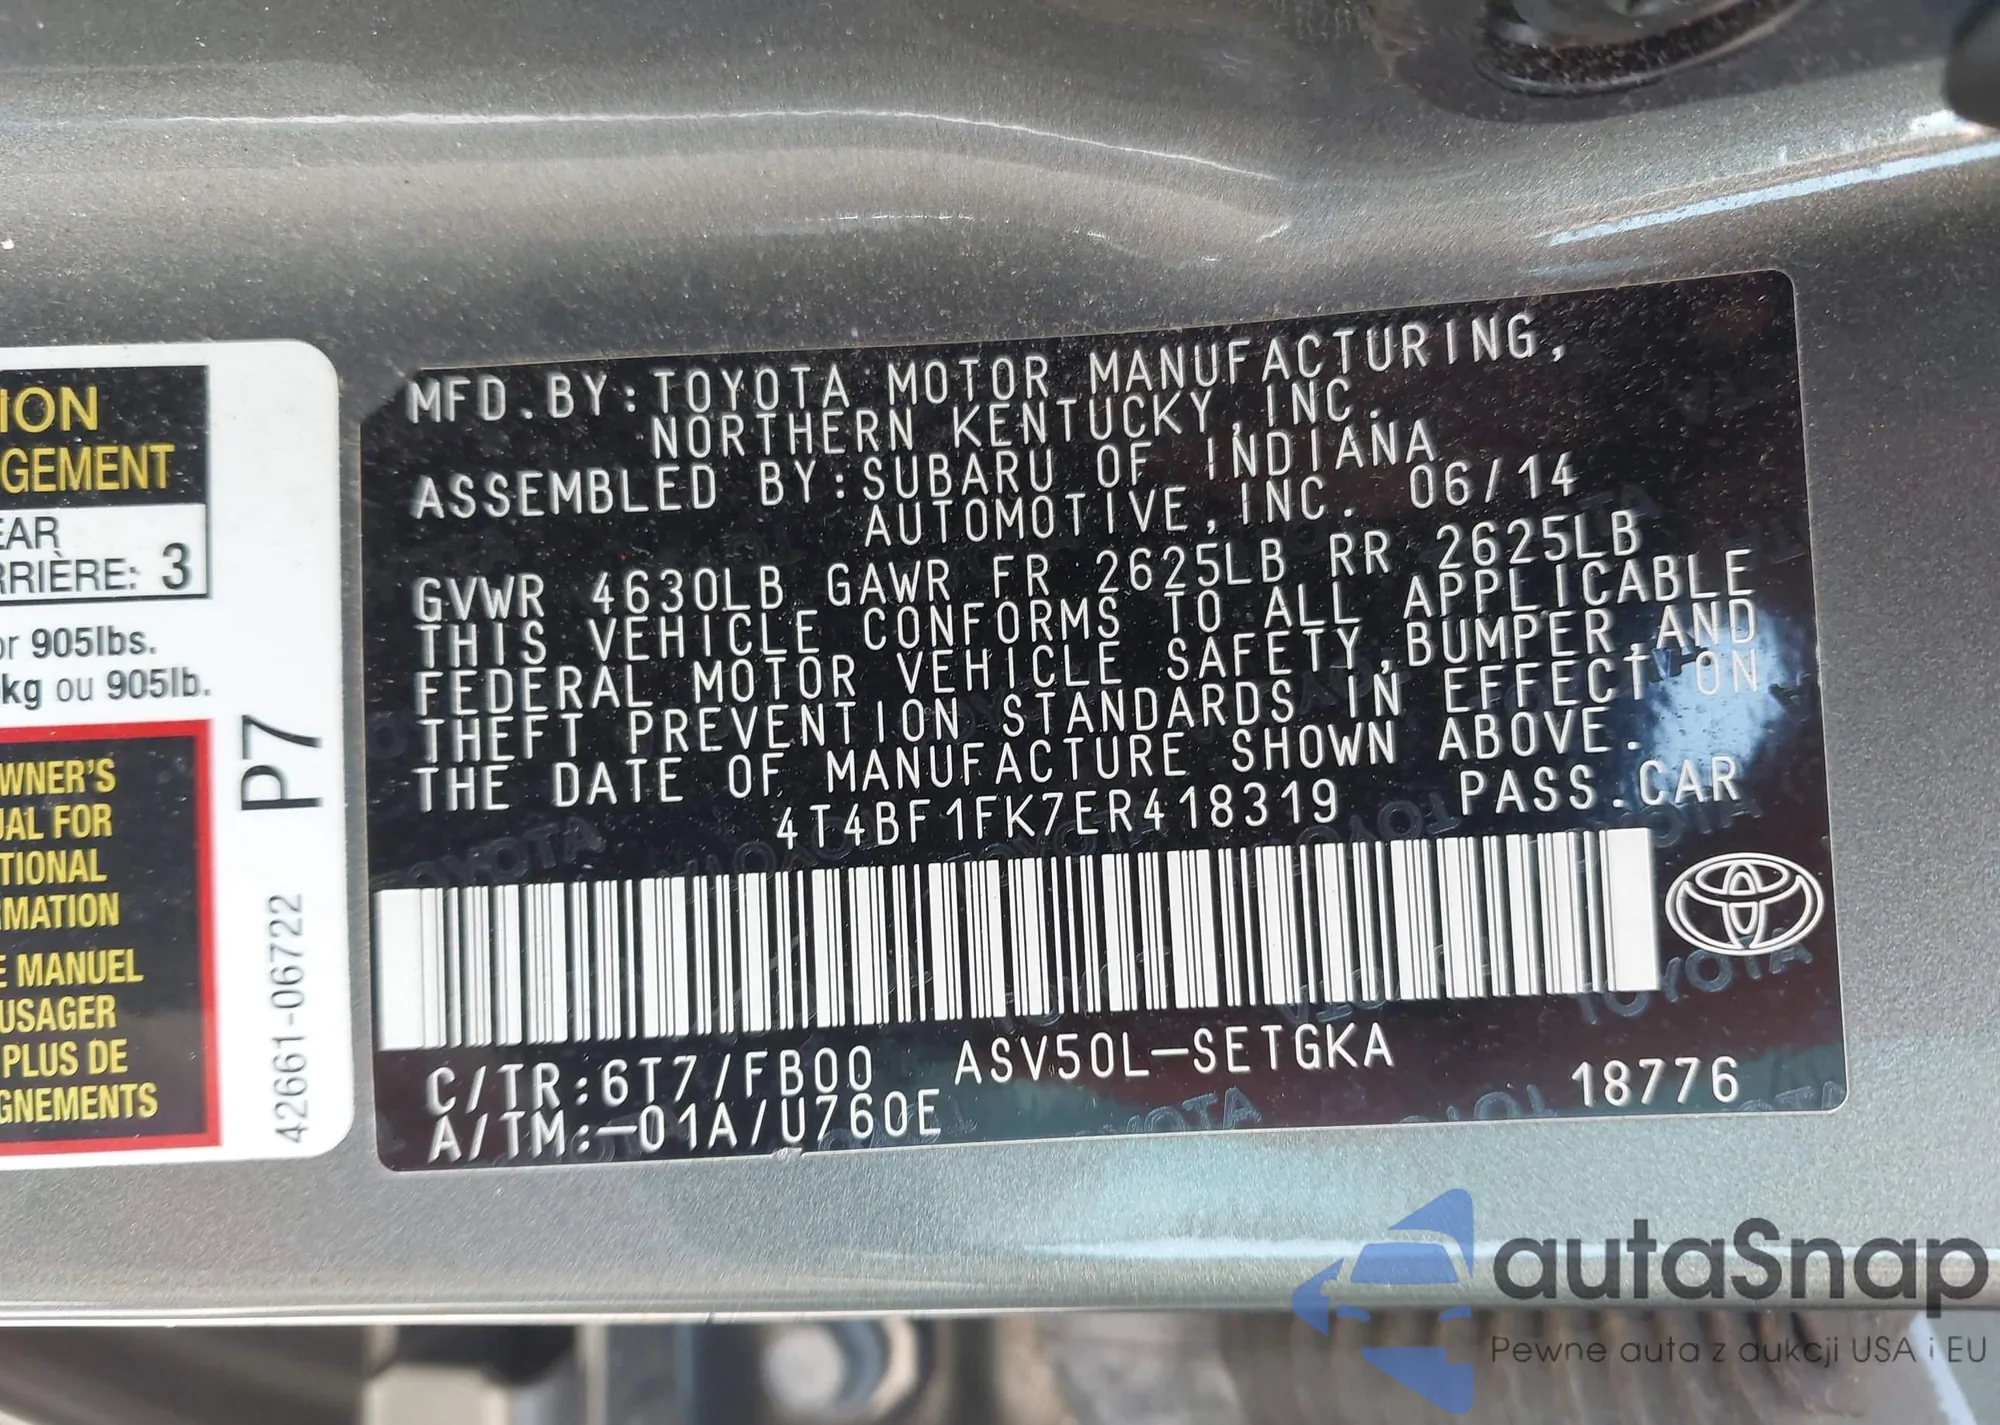 ION
GEMENT
EAR
RRIÈRE: 3
or 905lbs.
kg ou 905lb.
WNER'S
UAL FOR
TIONAL
RMATION
E MANUEL
USAGER
PLUS DE
GNEMENTS
P7
42661-06722
MFD.BY:TOYOTA MOTOR MANUFACTURING,
NORTHERN KENTUCKY,INC.
ASSEMBLED BY:SUBARU OF INDIANA
AUTOMOTIVE,INC. 06/14
GVWR 4630LB GAWR FR 2625LB RR 2625LB
THIS VEHICLE CONFORMS TO ALL APPLICABLE
FEDERAL MOTOR VEHICLE SAFETY,BUMPER,AND
THEFT PREVENTION STANDARDS IN EFFECT ON
THE DATE OF MANUFACTURE SHOWN ABOVE.
4T4BF1FK7ER418319 PASS.CAR
C/TR:6T7/FB00 ASV50L-SETGKA
A/TM:-01A/U760E 18776
autaSnap
Pewne auta z aukcji USA i EU